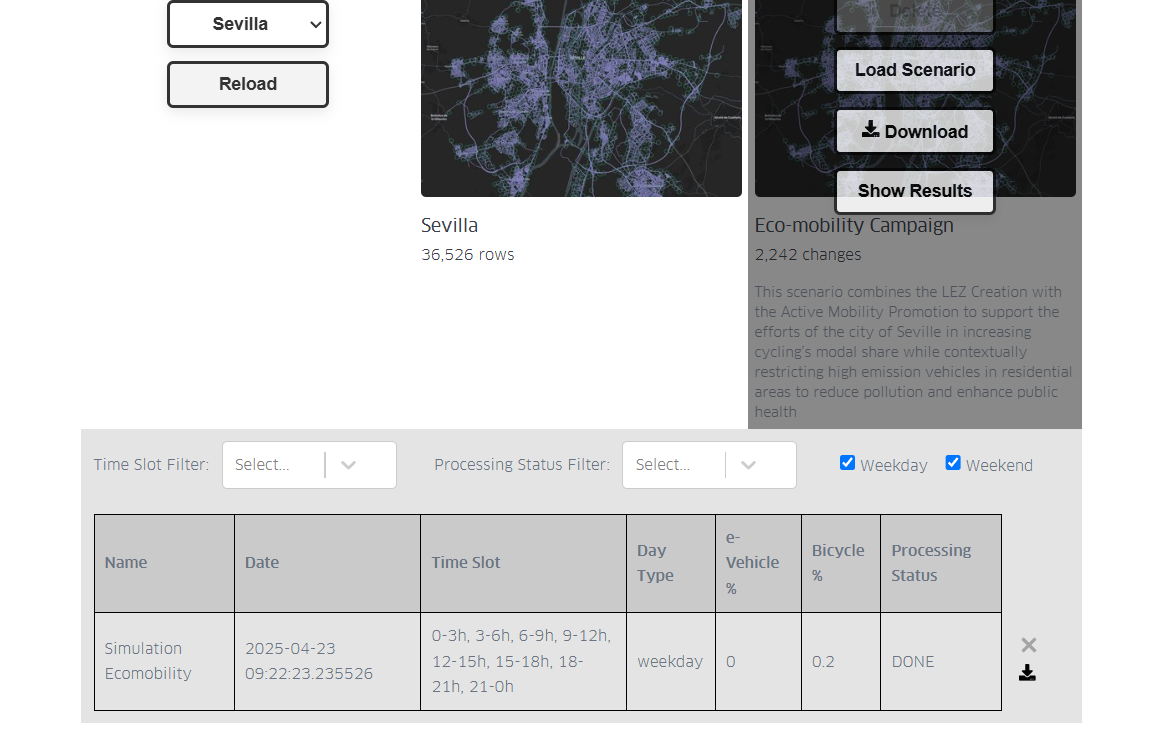 Sevilla
Reload
Delete
Load Scenario
Download
Show Results
Sevilla
36,526 rows
Eco-mobility Campaign
2,242 changes
This scenario combines the LEZ Creation with
the Active Mobility Promotion to support the
efforts of the city of Seville in increasing
cycling's modal share while contextually
restricting high emission vehicles in residential
areas to reduce pollution and enhance public
health
Time Slot Filter:
Select...
Processing Status Filter:
Select...
Weekday
Weekend
Name
Date
Time Slot
Day
Type
e-
Vehicle
%
Bicycle
%
Processing
Status
Simulation
Ecomobility
2025-04-23
09:22:23.235526
0-3h, 3-6h, 6-9h, 9-12h,
12-15h, 15-18h, 18-
21h, 21-0h
weekday
0
0.2
DONE